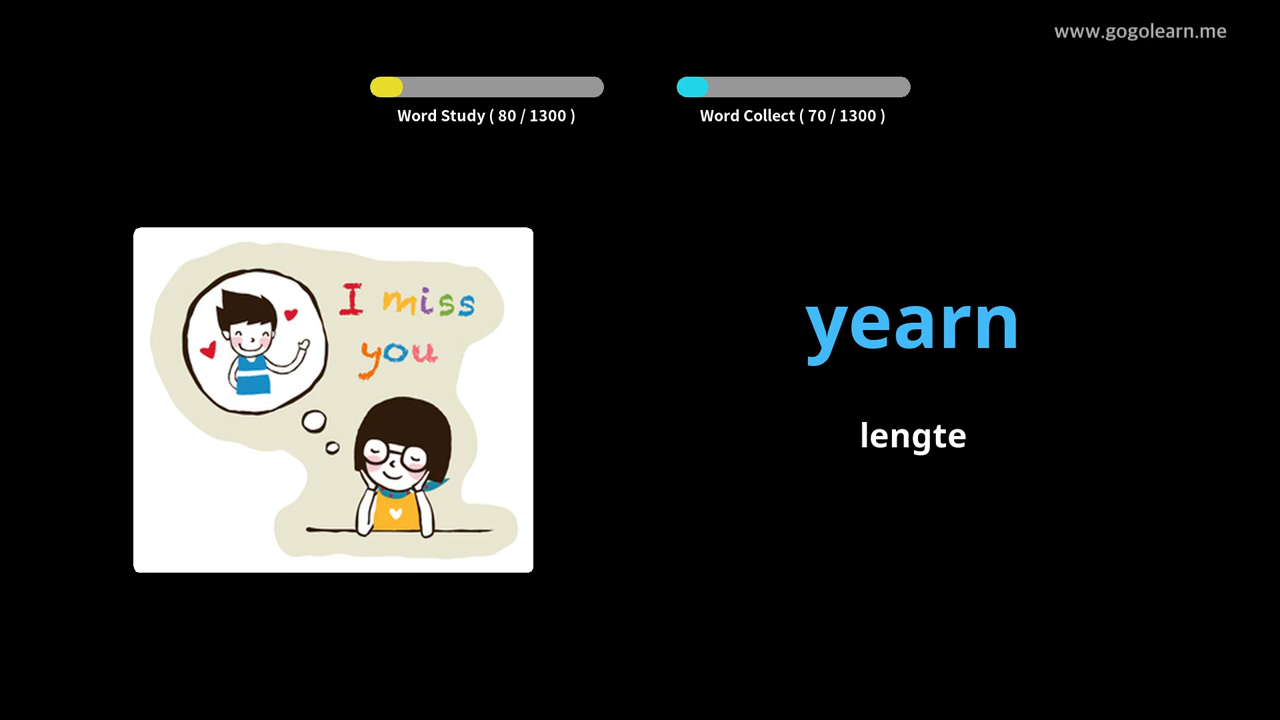 www.gogolearn.me
Word Study ( 80 / 1300 )
Word Collect ( 70 / 1300 )
I miss
you
yearn
lengte